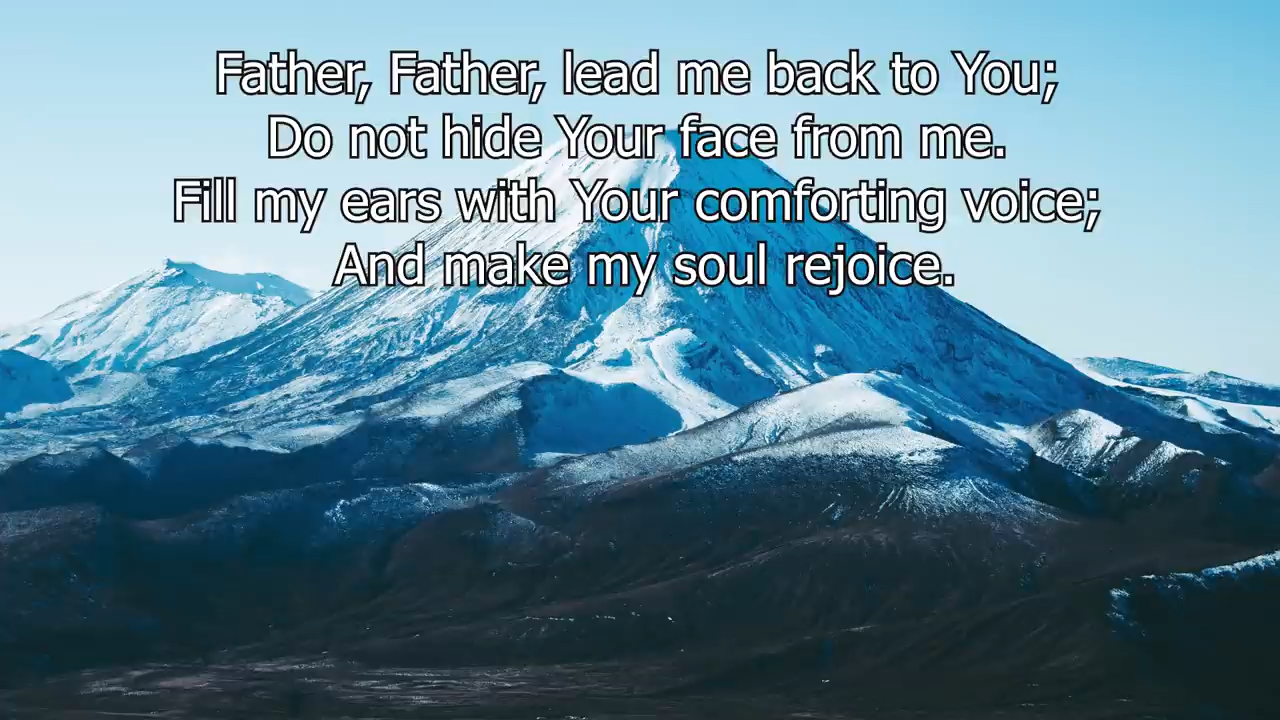 Father, Father, lead me back to You;
Do not hide Your face from me.
Fill my ears with Your comforting voice;
And make my soul rejoice.